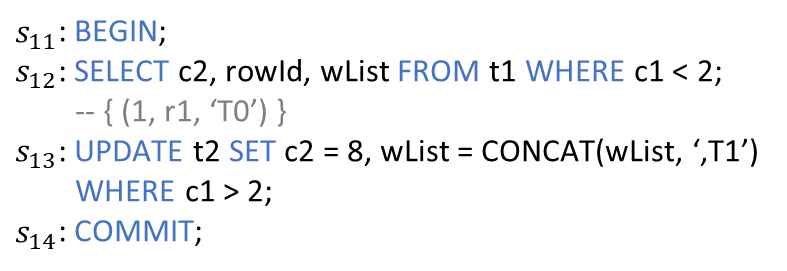 s11: BEGIN;
s12: SELECT c2, rowId, wList FROM t1 WHERE c1 < 2;
-- { (1, r1, ‘T0’) }
s13: UPDATE t2 SET c2 = 8, wList = CONCAT(wList, ‘,T1’)
WHERE c1 > 2;
s14: COMMIT;